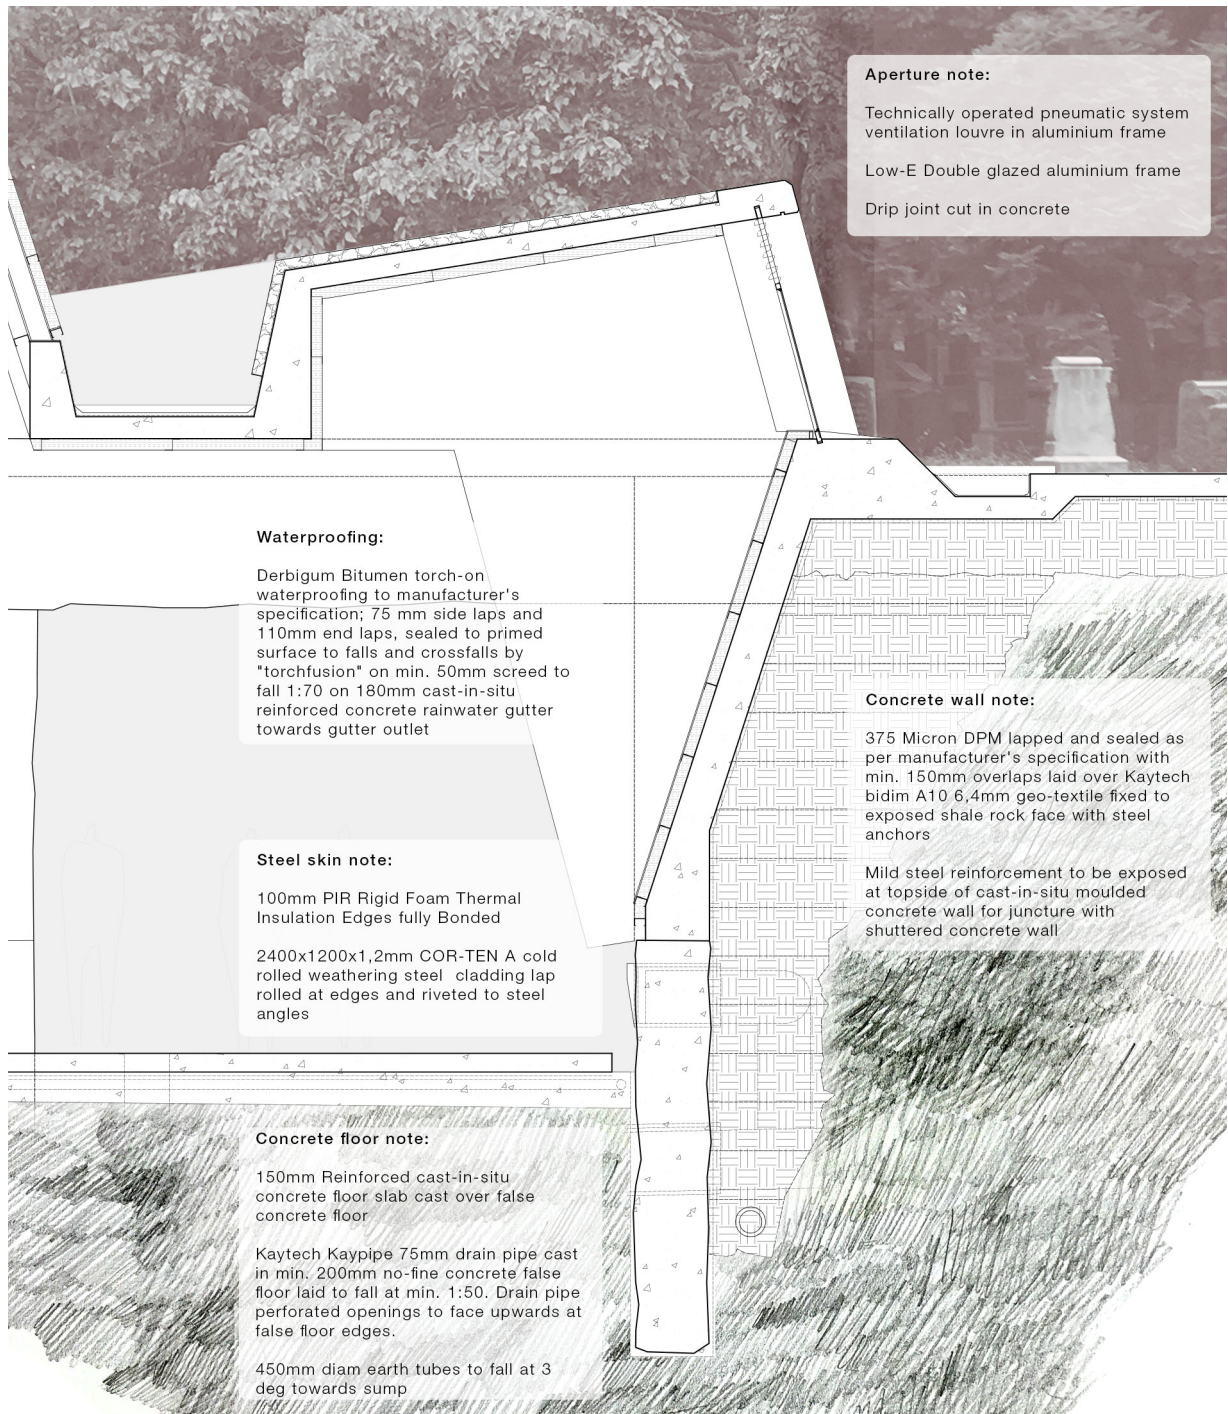 Aperture note:
Technically operated pneumatic system
ventilation louvre in aluminium frame
Low-E Double glazed aluminium frame
Drip joint cut in concrete
Waterproofing:
Derbigum Bitumen torch-on
waterproofing to manufacturer's
specification; 75 mm side laps and
110mm end laps, sealed to primed
surface to falls and crossfalls by
"torchfusion" on min. 50mm screed to
fall 1:70 on 180mm cast-in-situ
reinforced concrete rainwater gutter
towards gutter outlet
Concrete wall note:
375 Micron DPM lapped and sealed as
per manufacturer's specification with
min. 150mm overlaps laid over Kaytech
bidim A10 6,4mm geo-textile fixed to
exposed shale rock face with steel
anchors
Mild steel reinforcement to be exposed
at topside of cast-in-situ moulded
concrete wall for juncture with
shuttered concrete wall
Steel skin note:
100mm PIR Rigid Foam Thermal
Insulation Edges fully Bonded
2400x1200x1,2mm COR-TEN A cold
rolled weathering steel  cladding lap
rolled at edges and riveted to steel
angles
Concrete floor note:
150mm Reinforced cast-in-situ
concrete floor slab cast over false
concrete floor
Kaytech Kaypipe 75mm drain pipe cast
in min. 200mm no-fine concrete false
floor laid to fall at min. 1:50. Drain pipe
perforated openings to face upwards at
false floor edges.
450mm diam earth tubes to fall at 3
deg towards sump